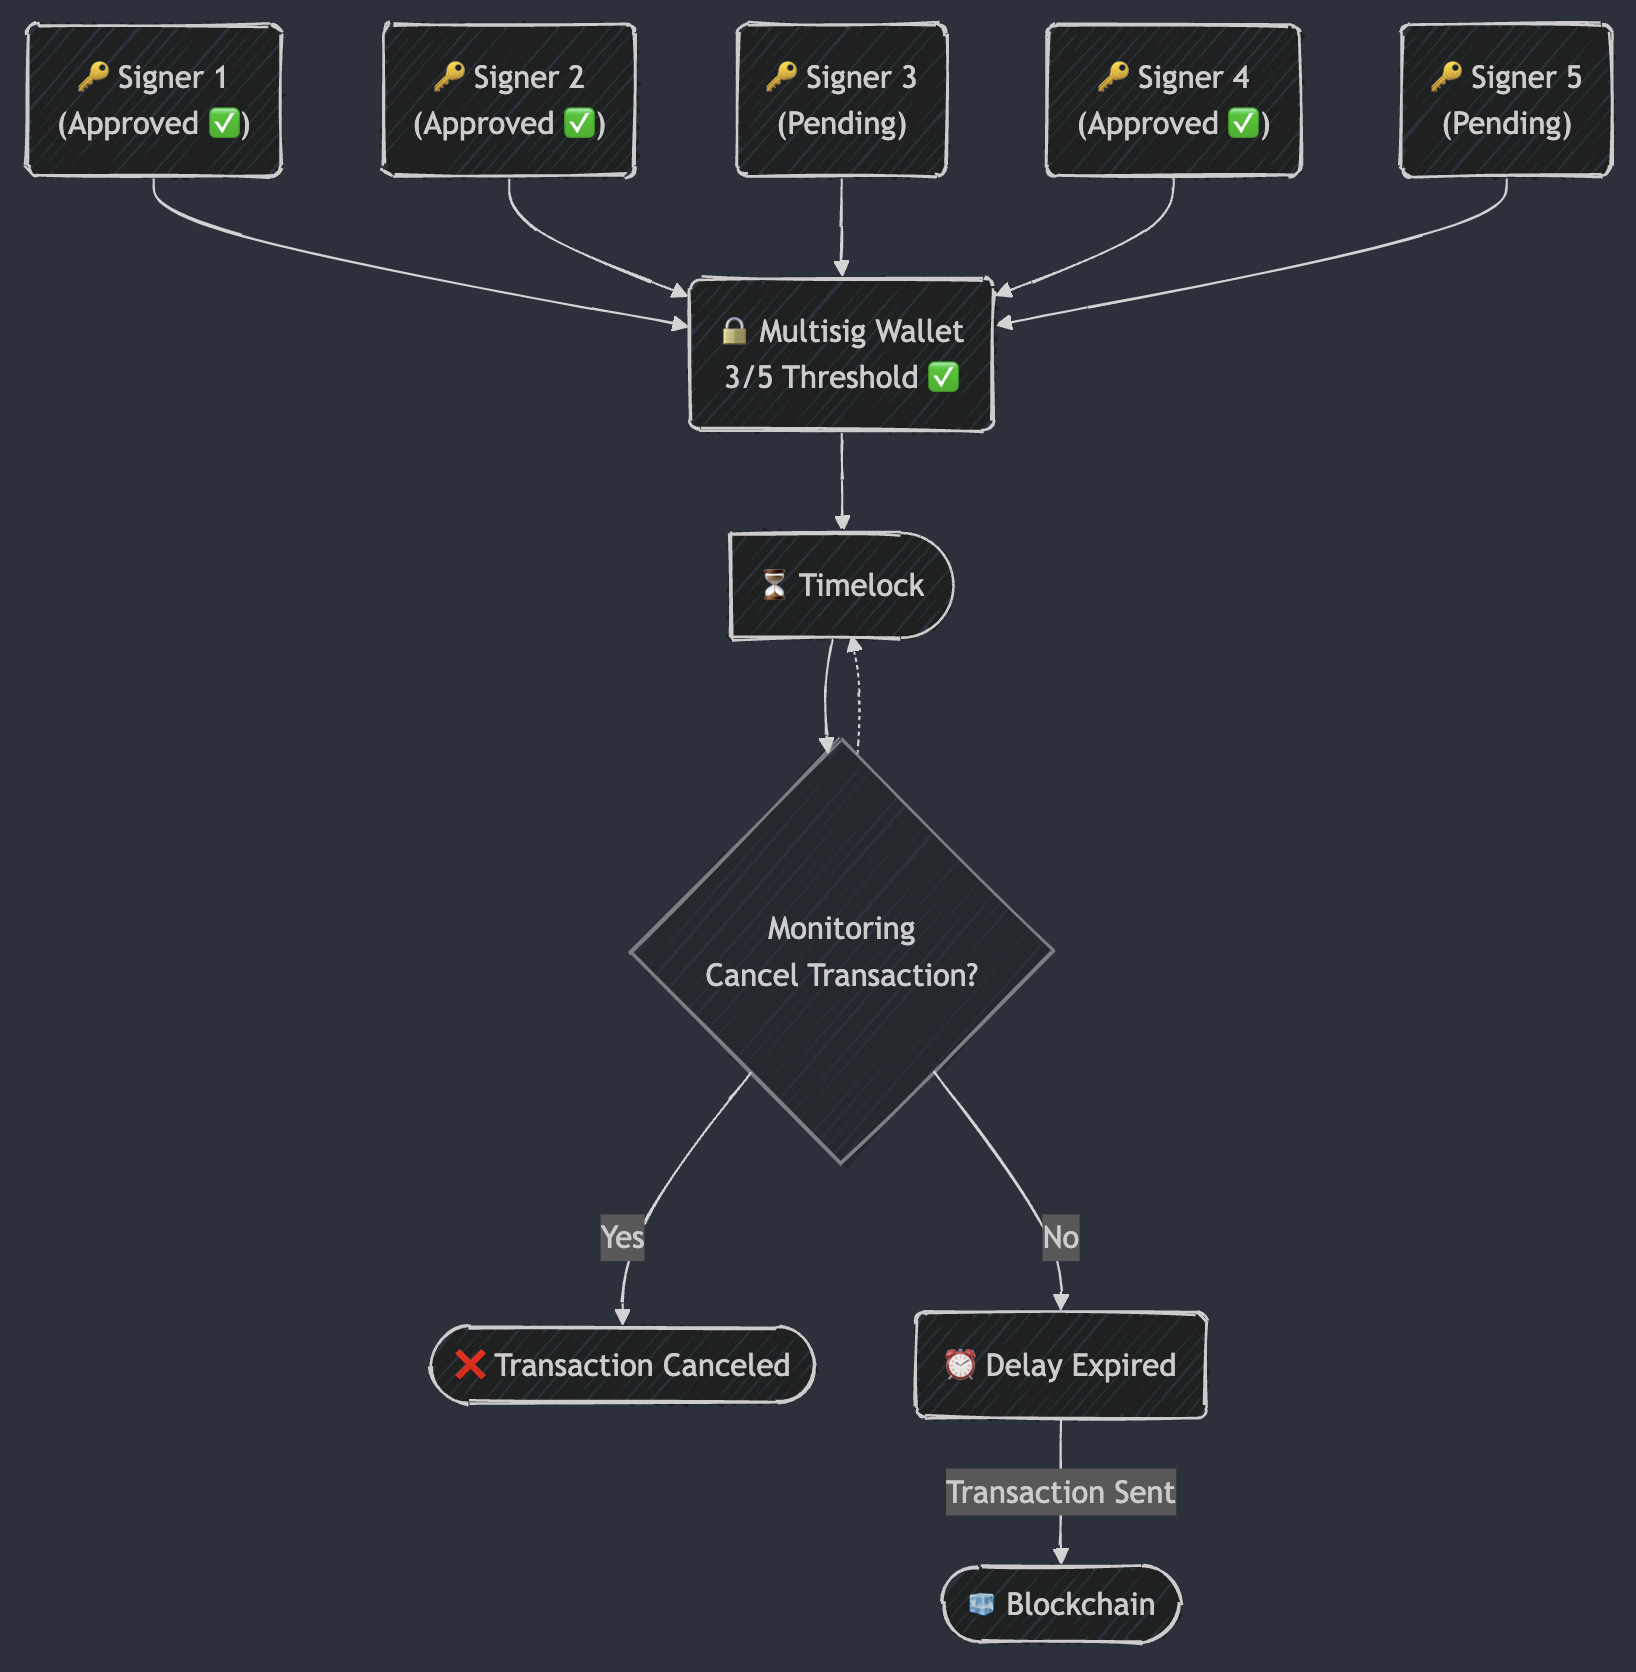 🔑 Signer 1
(Approved ✅)
🔑 Signer 2
(Approved ✅)
🔑 Signer 3
(Pending)
🔑 Signer 4
(Approved ✅)
🔑 Signer 5
(Pending)
🔒 Multisig Wallet
3/5 Threshold ✅
⏳ Timelock
Monitoring
Cancel Transaction?
Yes
No
❌ Transaction Canceled
⏰ Delay Expired
Transaction Sent
🧊 Blockchain